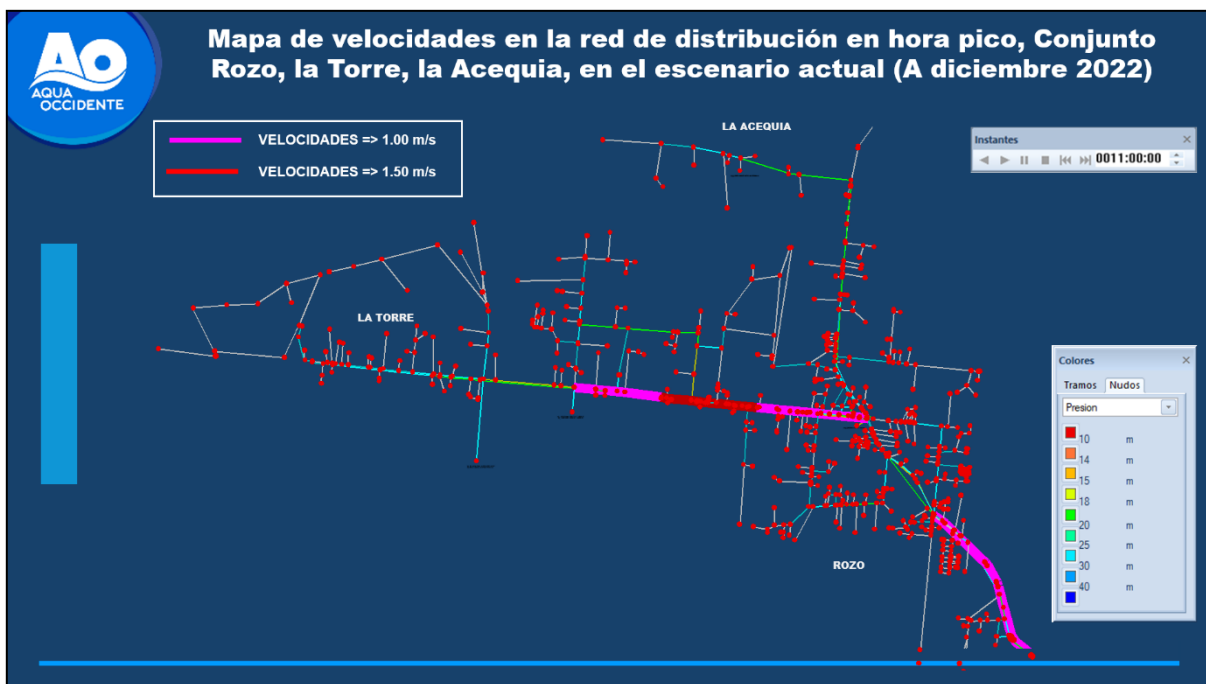 AO
AQUA
OCCIDENTE
Mapa de velocidades en la red de distribución en hora pico, Conjunto
Rozo, la Torre, la Acequia, en el escenario actual (A diciembre 2022)
VELOCIDADES => 1.00 m/s
VELOCIDADES => 1.50 m/s
LA ACEQUIA
Instantes
0011:00:00
LA TORRE
ROZO
Colores
Tramos Nudos
Presion
10 m
14 m
15 m
18 m
20 m
25 m
30 m
40 m